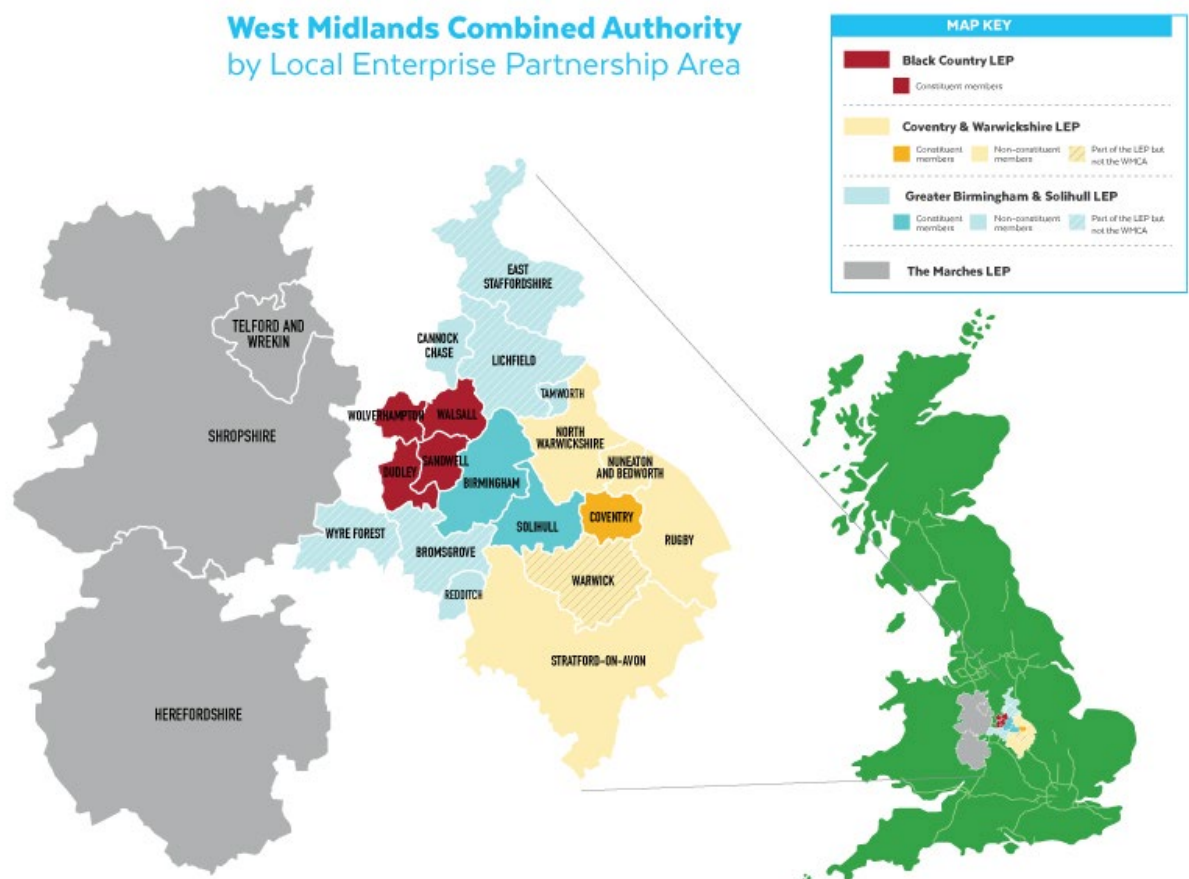 West Midlands Combined Authority
by Local Enterprise Partnership Area
MAP KEY
Black Country LEP
Constituent members
Coventry & Warwickshire LEP
Constituent
members
Non-constituent
members
Part of the LEP but
not the WMCA
Greater Birmingham & Solihull LEP
Constituent
members
Non-constituent
members
Part of the LEP but
not the WMCA
The Marches LEP
EAST
STAFFORDSHIRE
TELFORD AND
WREKIN
CANNOCK
CHASE
LICHFIELD
TAMWORTH
WOLVERHAMPTON
WALSALL
SHROPSHIRE
NORTH
WARWICKSHIRE
DUDLEY
SANDWELL
NUNEATON
AND BEDWORTH
BIRMINGHAM
COVENTRY
SOLIHULL
WYRE FOREST
RUGBY
BROMSGROVE
WARWICK
REDDITCH
STRATFORD-ON-AVON
HEREFORDSHIRE